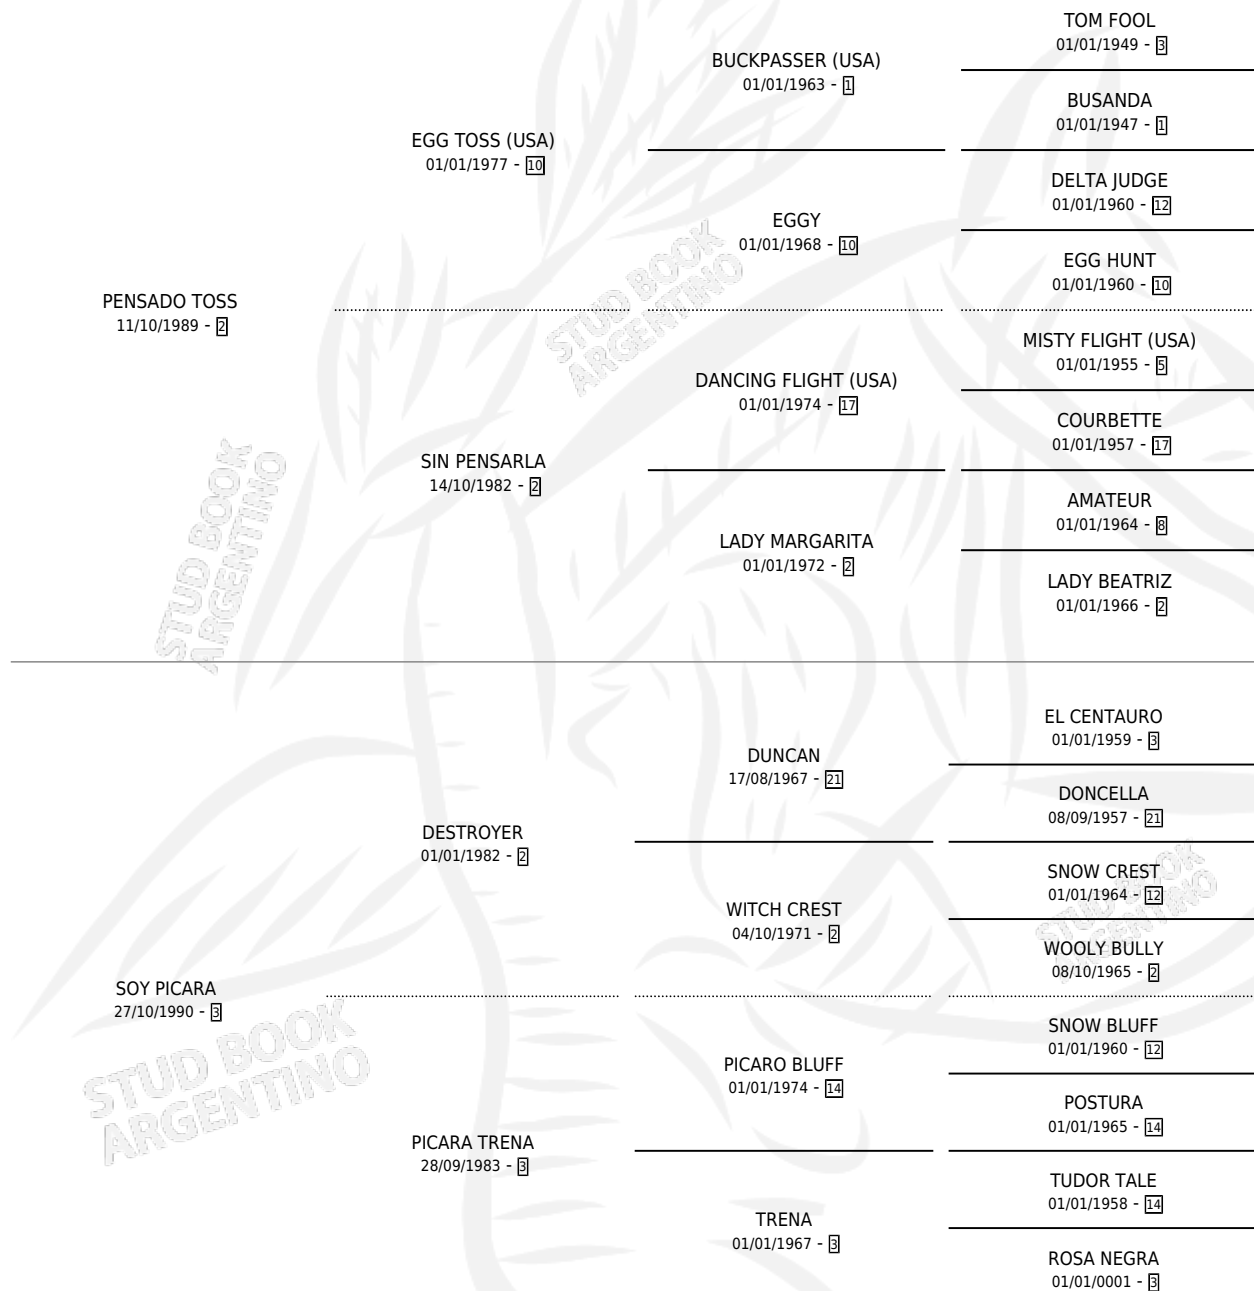 TOM FOOL
01/01/1949 - 3
BUCKPASSER (USA)
01/01/1963 - 1
BUSANDA
01/01/1947 - 1
EGG TOSS (USA)
01/01/1977 - 10
DELTA JUDGE
01/01/1960 - 12
EGGY
01/01/1968 - 10
EGG HUNT
01/01/1960 - 10
PENSADO TOSS
11/10/1989 - 2
MISTY FLIGHT (USA)
01/01/1955 - 5
DANCING FLIGHT (USA)
01/01/1974 - 17
COURBETTE
01/01/1957 - 17
SIN PENSARLA
14/10/1982 - 2
AMATEUR
01/01/1964 - 8
LADY MARGARITA
01/01/1972 - 2
LADY BEATRIZ
01/01/1966 - 2
EL CENTAURO
01/01/1959 - 3
DUNCAN
17/08/1967 - 21
DONCELLA
08/09/1957 - 21
DESTROYER
01/01/1982 - 2
SNOW CREST
01/01/1964 - 12
WITCH CREST
04/10/1971 - 2
WOOLY BULLY
08/10/1965 - 2
SOY PICARA
27/10/1990 - 3
SNOW BLUFF
01/01/1960 - 12
PICARO BLUFF
01/01/1974 - 14
POSTURA
01/01/1965 - 14
PICARA TRENA
28/09/1983 - 3
TUDOR TALE
01/01/1958 - 14
TRENA
01/01/1967 - 3
ROSA NEGRA
01/01/0001 - 3
STUD BOOK
ARGENTINO
STUD BOOK
ARGENTINO
STUD BOOK
ARGENTINO
STUD BOOK
ARGENTINO